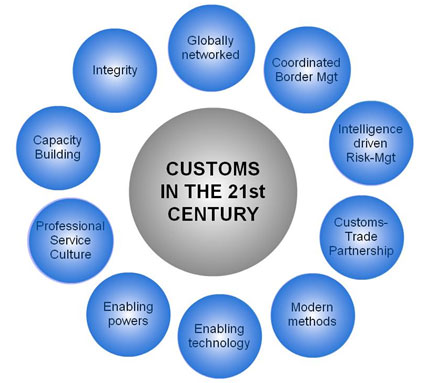 Globally
networked
Coordinated
Border Mgt
Intelligence
driven
Risk-Mgt
Customs-
Trade
Partnership
Modern
methods
Enabling
technology
Enabling
powers
Professional
Service
Culture
Capacity
Building
Integrity
CUSTOMS
IN THE 21st
CENTURY